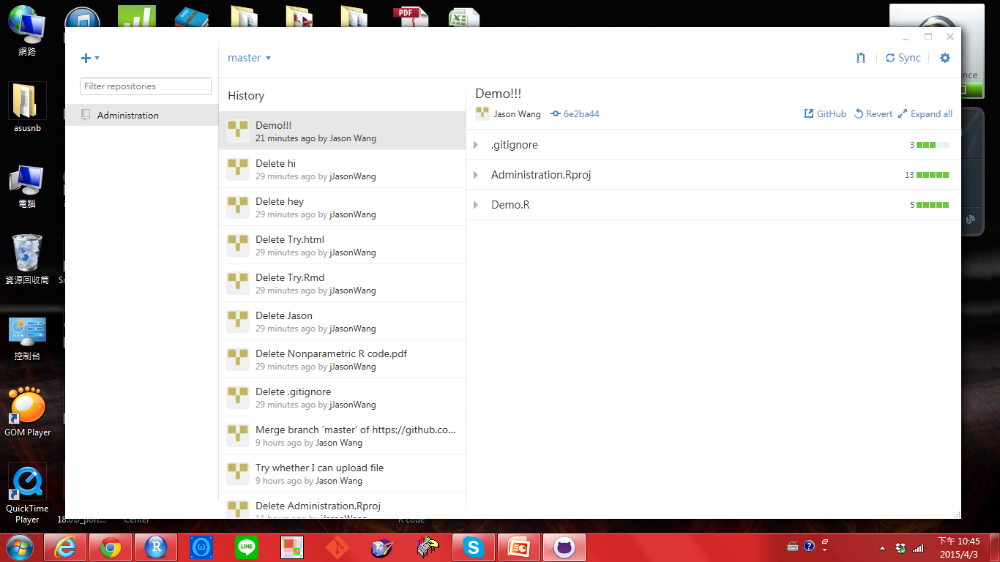 網路
asusnb
電腦
資源回收筒
控制台
GOM Player
QuickTime
Player
PDF
master
Sync
Filter repositories
Administration
History
Demo!!!
21 minutes ago by Jason Wang
Delete hi
29 minutes ago by jJasonWang
Delete hey
29 minutes ago by jJasonWang
Delete Try.html
29 minutes ago by jJasonWang
Delete Try.Rmd
29 minutes ago by jJasonWang
Delete Jason
29 minutes ago by jJasonWang
Delete Nonparametric R code.pdf
29 minutes ago by jJasonWang
Delete .gitignore
29 minutes ago by jJasonWang
Merge branch 'master' of https://github.co...
9 hours ago by Jason Wang
Try whether I can upload file
9 hours ago by Jason Wang
Delete Administration.Rproj
11 hours ago by jJasonWang
Demo!!!
Jason Wang 6e2ba44
GitHub Revert Expand all
.gitignore 3
Administration.Rproj 13
Demo.R 5
R code
LINE
下午 10:45
2015/4/3